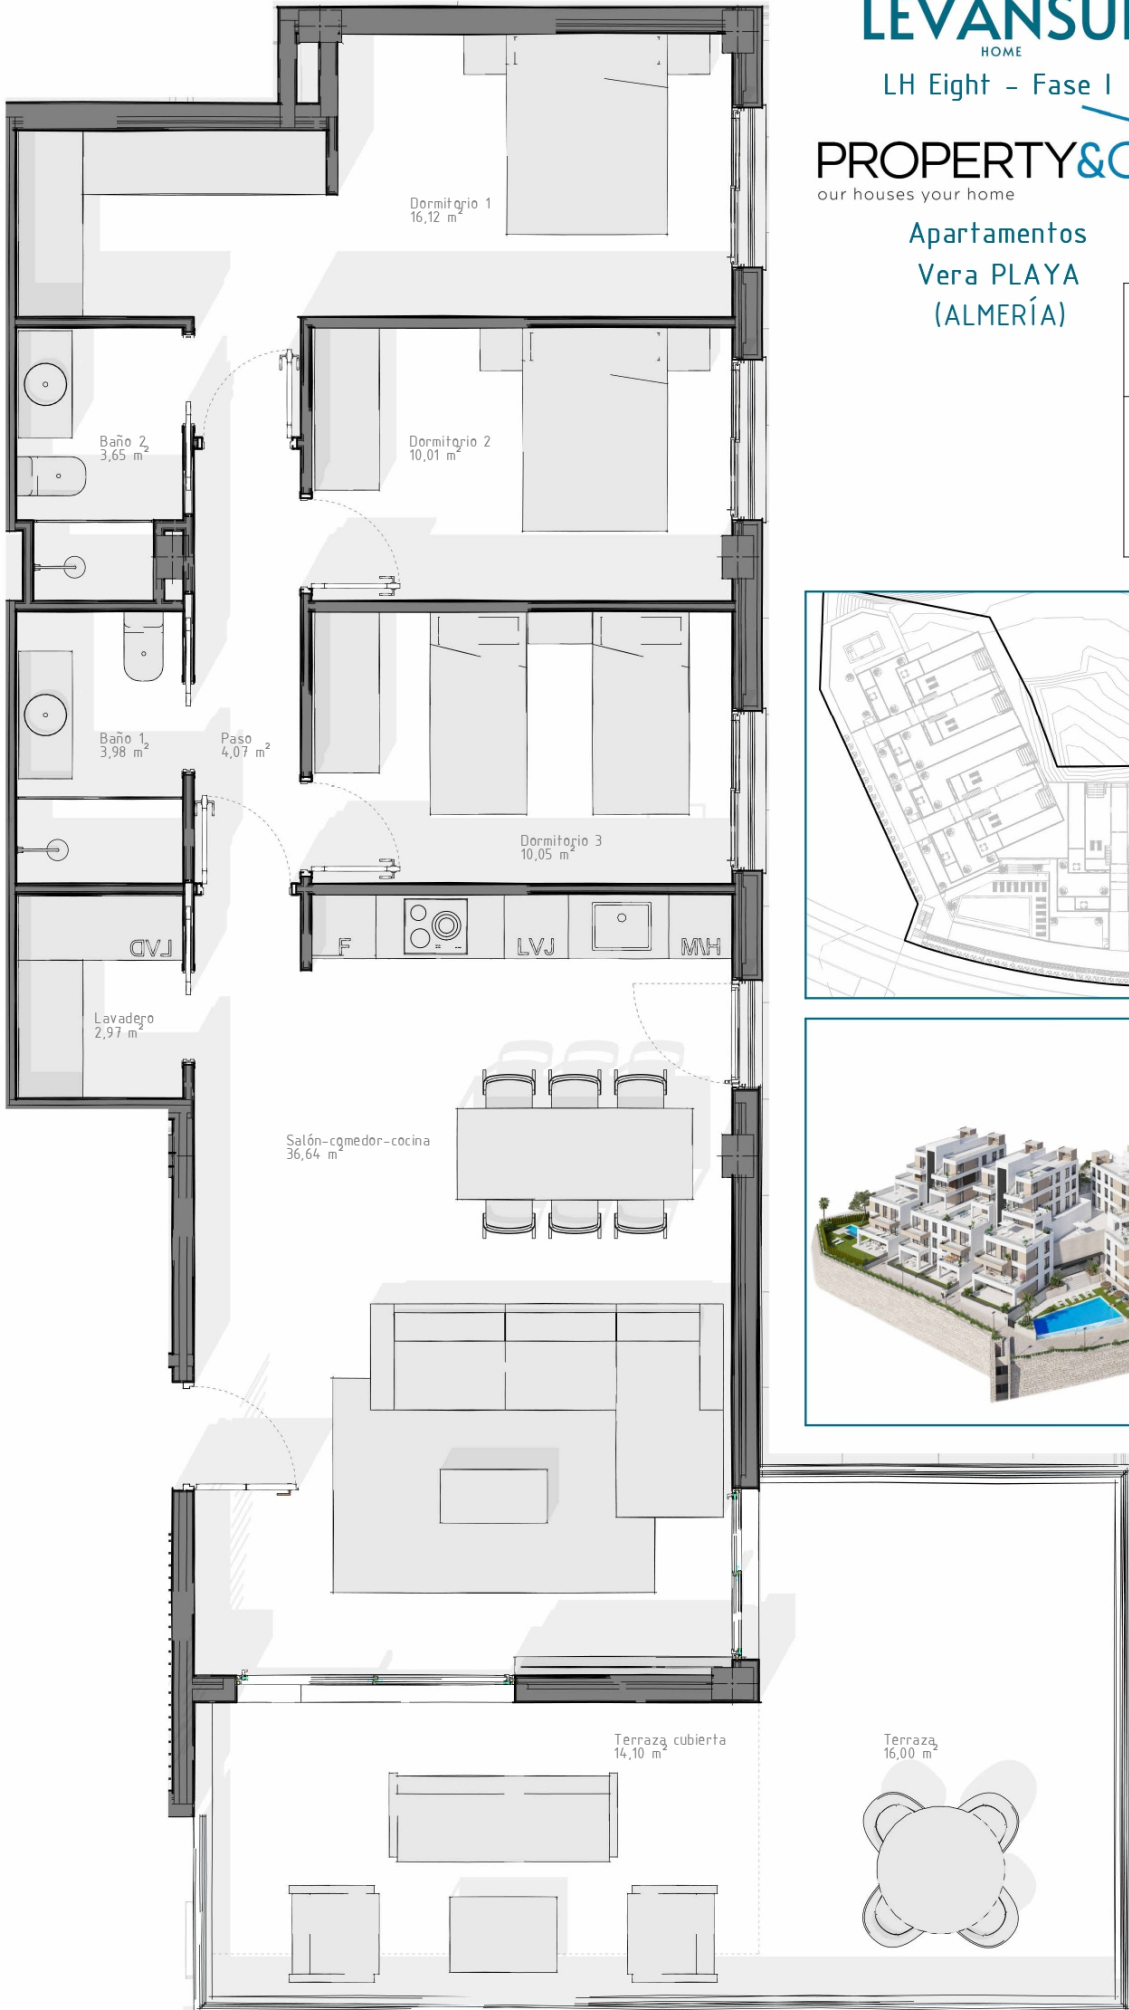 LEVANSUR
HOME
LH Eight - Fase I
PROPERTY&
our houses your home
Apartamentos
Vera PLAYA
(ALMERÍA)
Dormitorio 1
16,12 m²
Baño 2
3,65 m²
Dormitorio 2
10,01 m²
Baño 1
3,98 m²
Paso
4,07 m²
Dormitorio 3
10,05 m²
LVD
F
LVJ
M\H
Lavadero
2,97 m²
Salón-comedor-cocina
36,64 m²
Terraza cubierta
14,10 m²
Terraza
16,00 m²